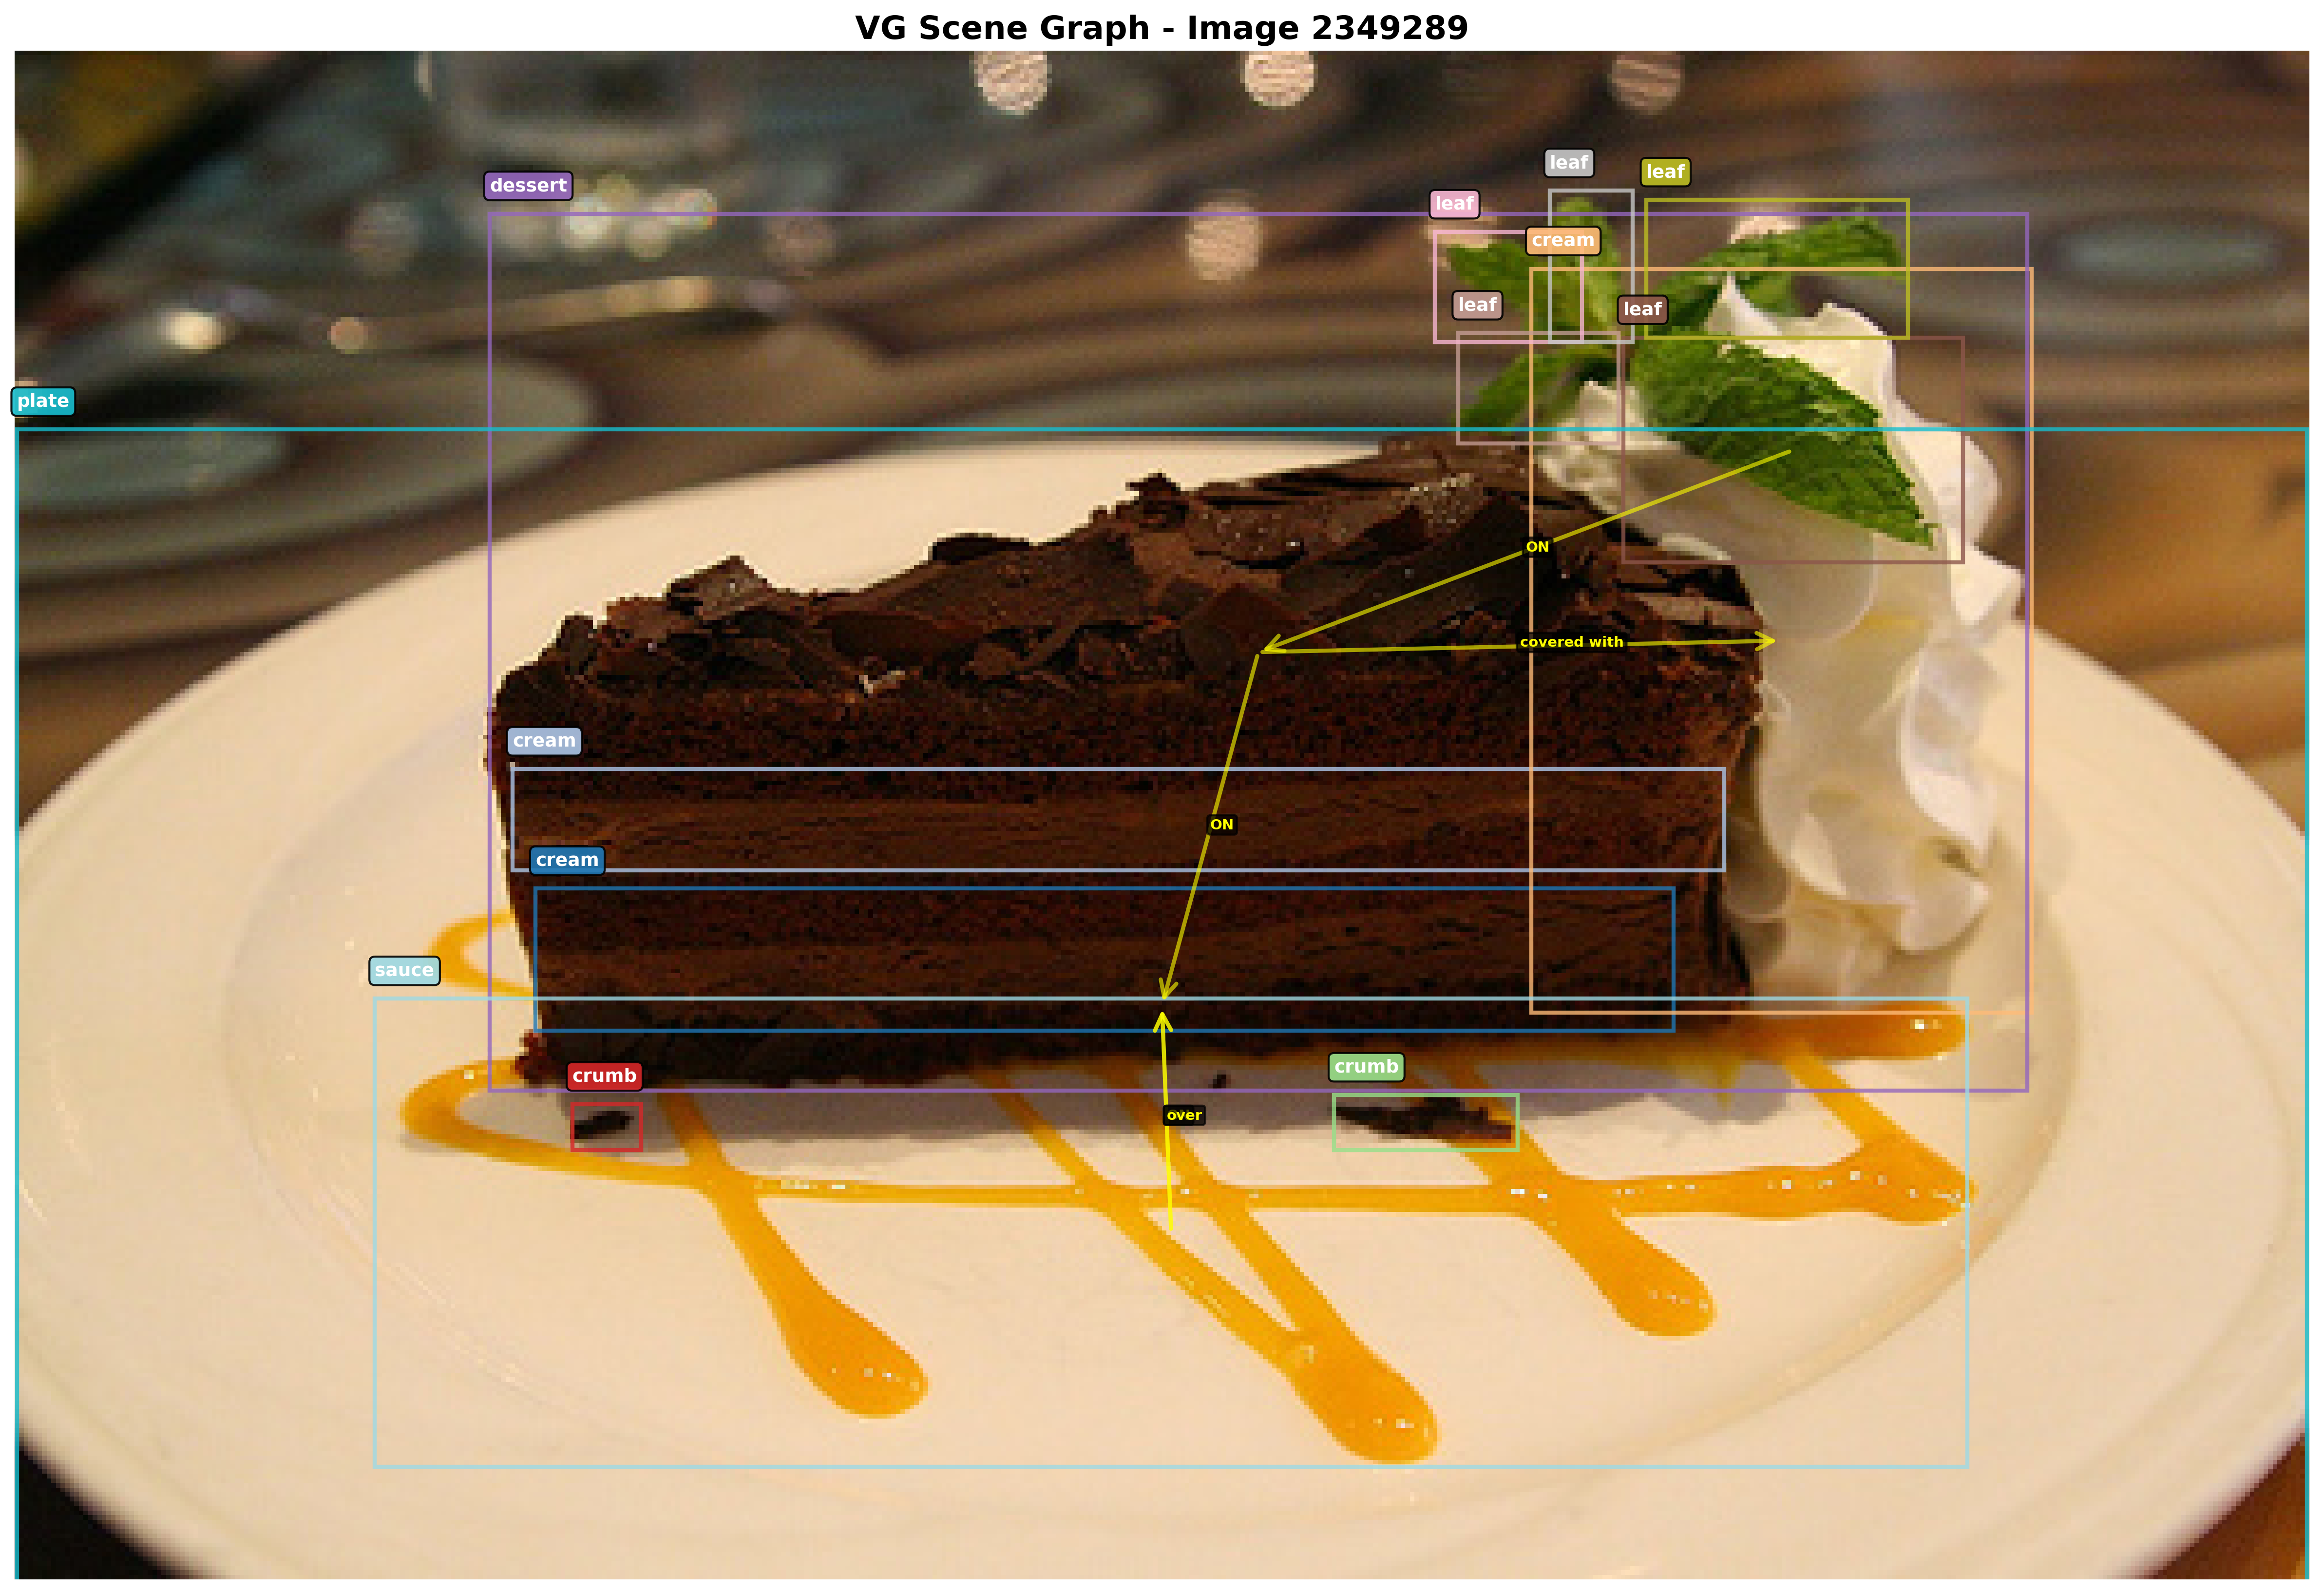 VG Scene Graph - Image 2349289
leaf
leaf
dessert
leaf
cream
leaf
leaf
plate
ON
covered with
cream
ON
cream
sauce
crumb
crumb
over